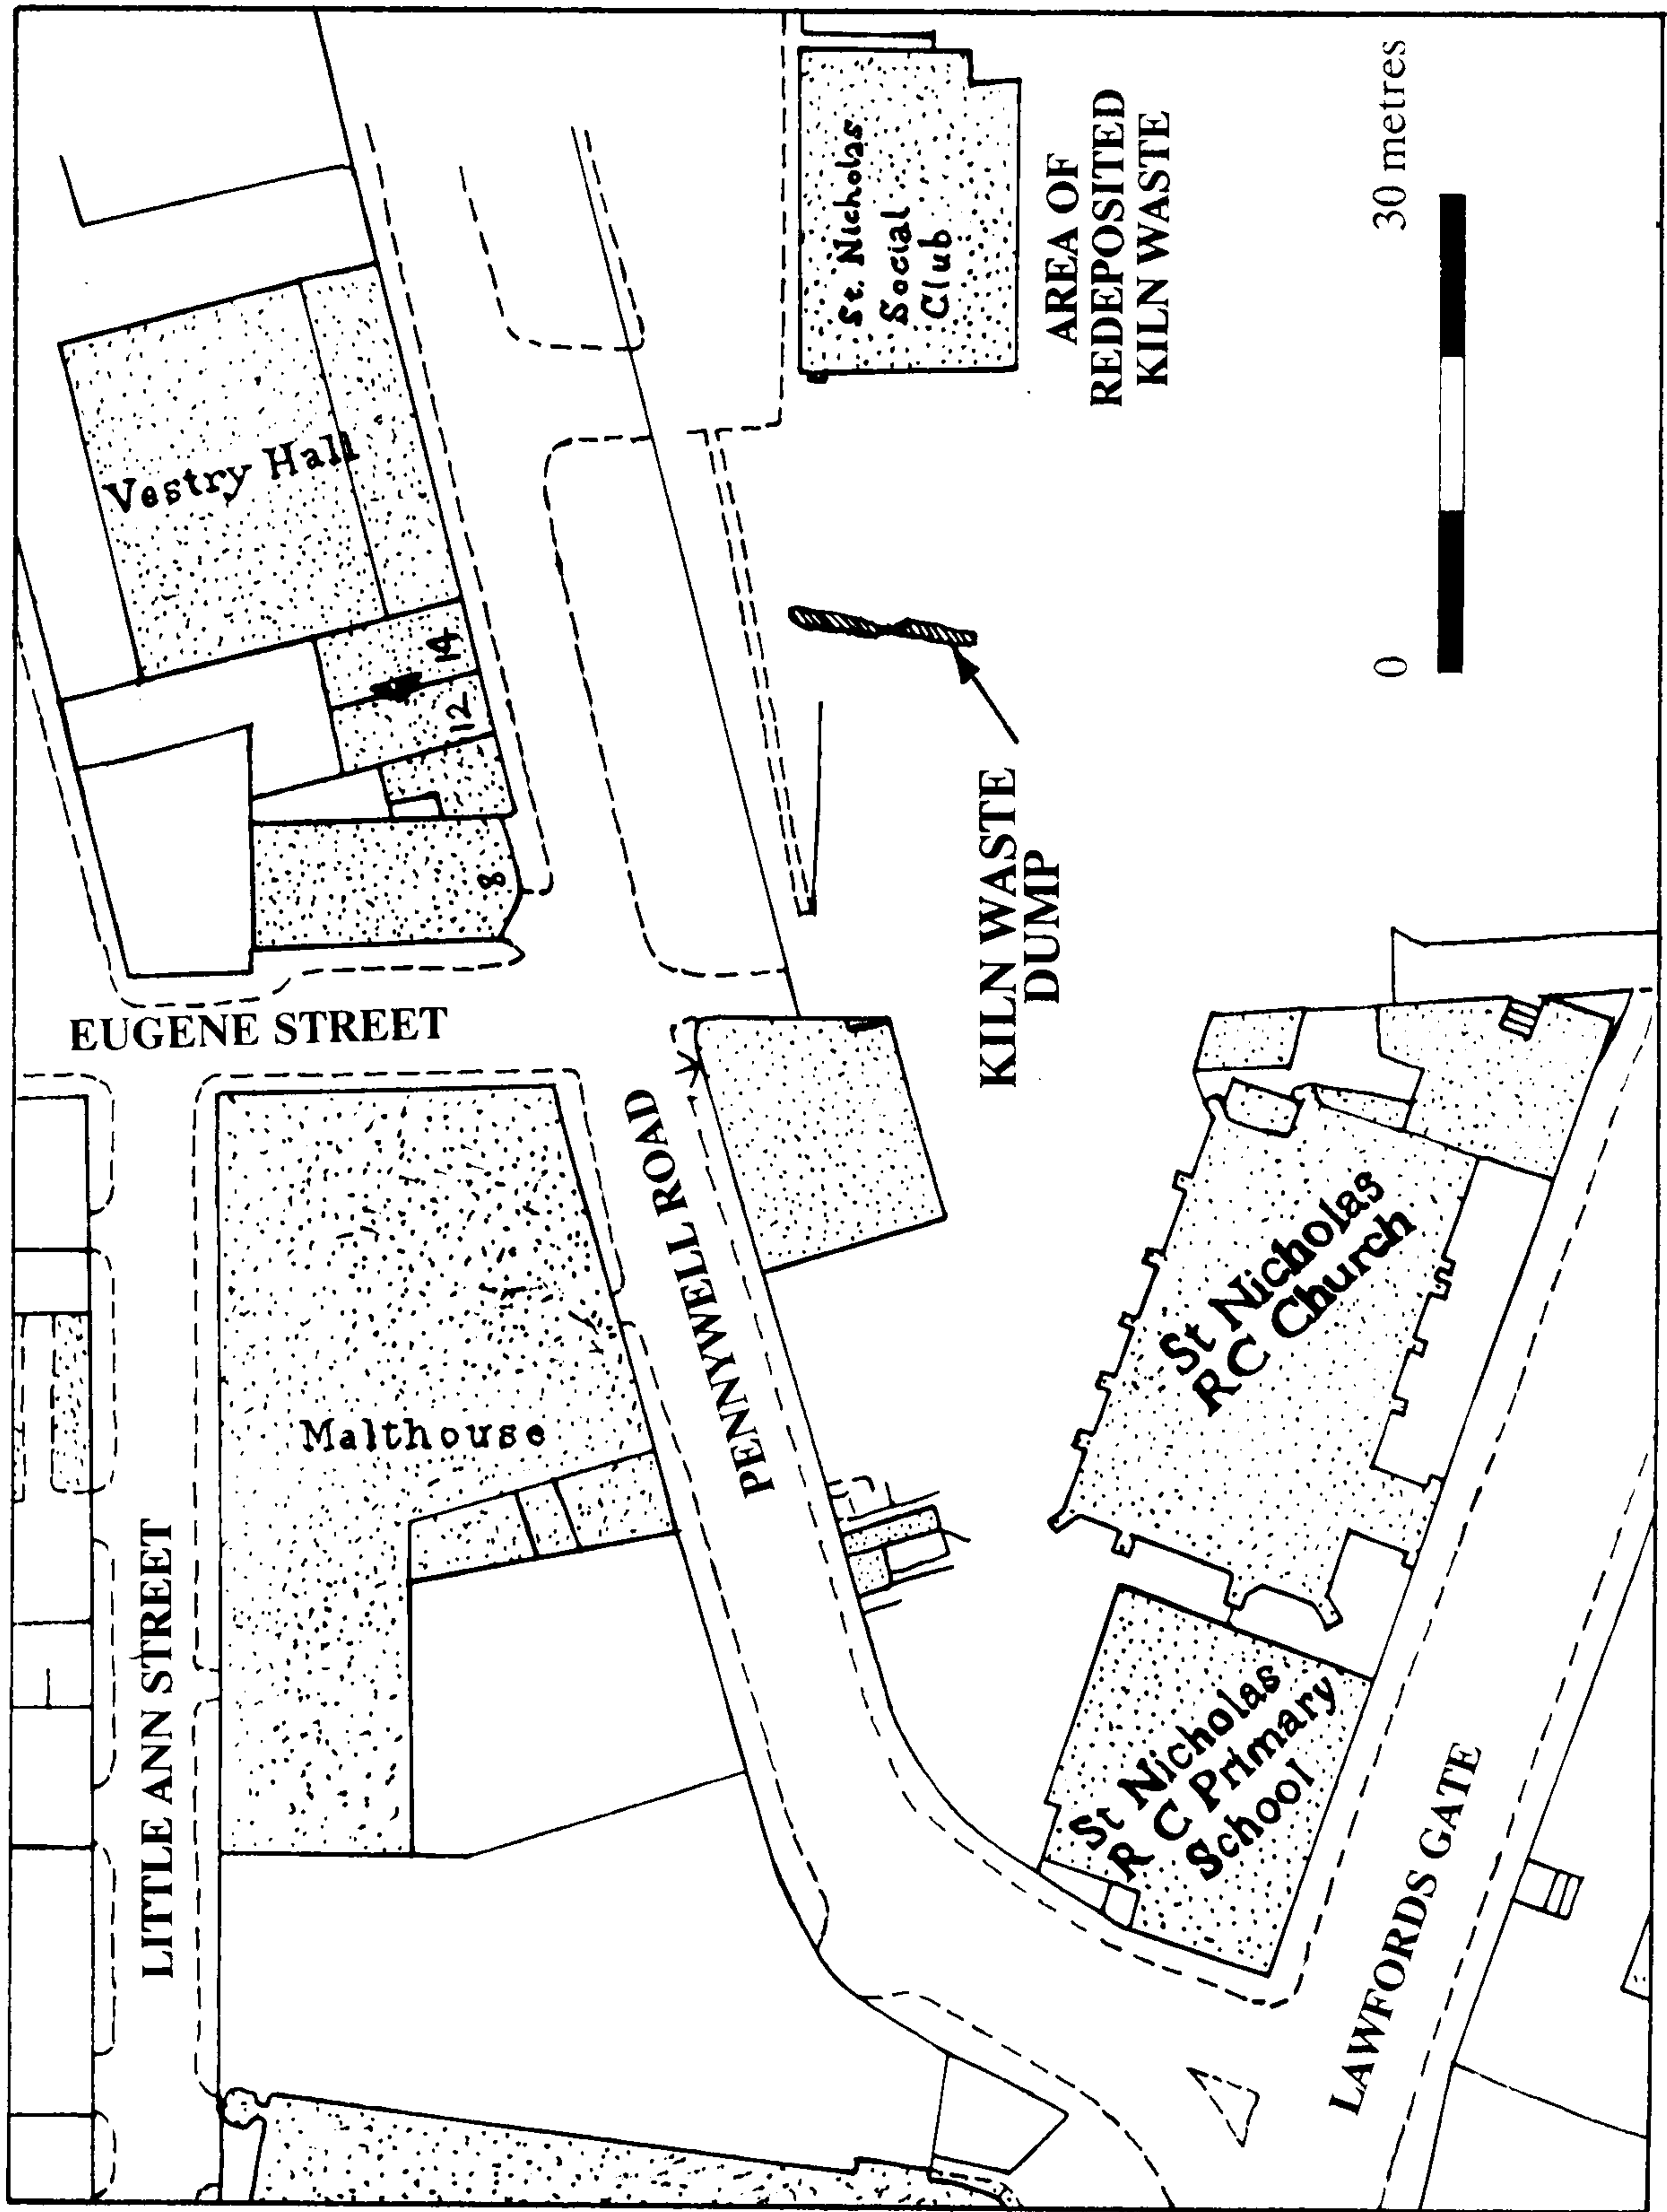 LITTLE ANN STREET
EUGENE STREET
Vestry Hall
8
12
14
Malthouse
PENNYWELL ROAD
St. Nicholas
Social
Club
AREA OF
REDEPOSITED
KILN WASTE
KILN WASTE
DUMP
St Nicholas
RC Church
St Nicholas
R C Primary
School
LAWFORDS GATE
0
30 metres